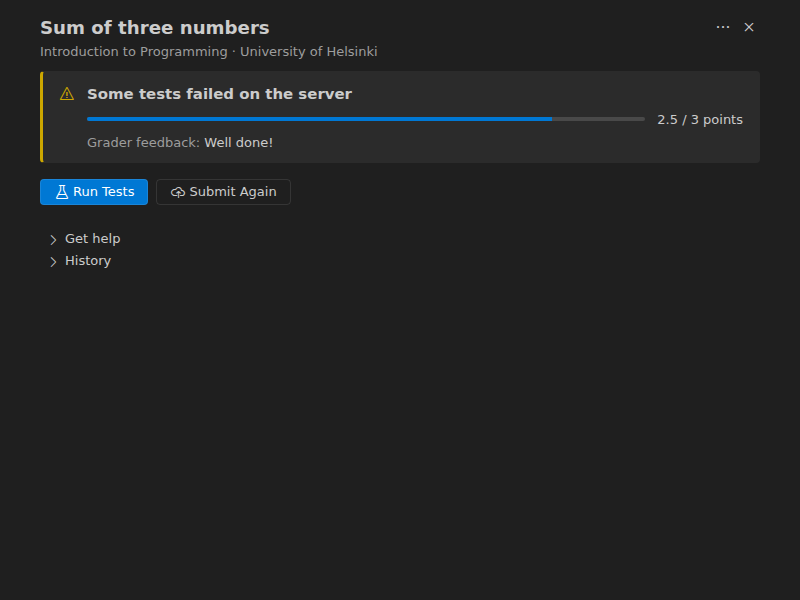 Sum of three numbers
Introduction to Programming · University of Helsinki
Some tests failed on the server
2.5 / 3 points
Grader feedback: Well done!
Run Tests
Submit Again
Get help
History